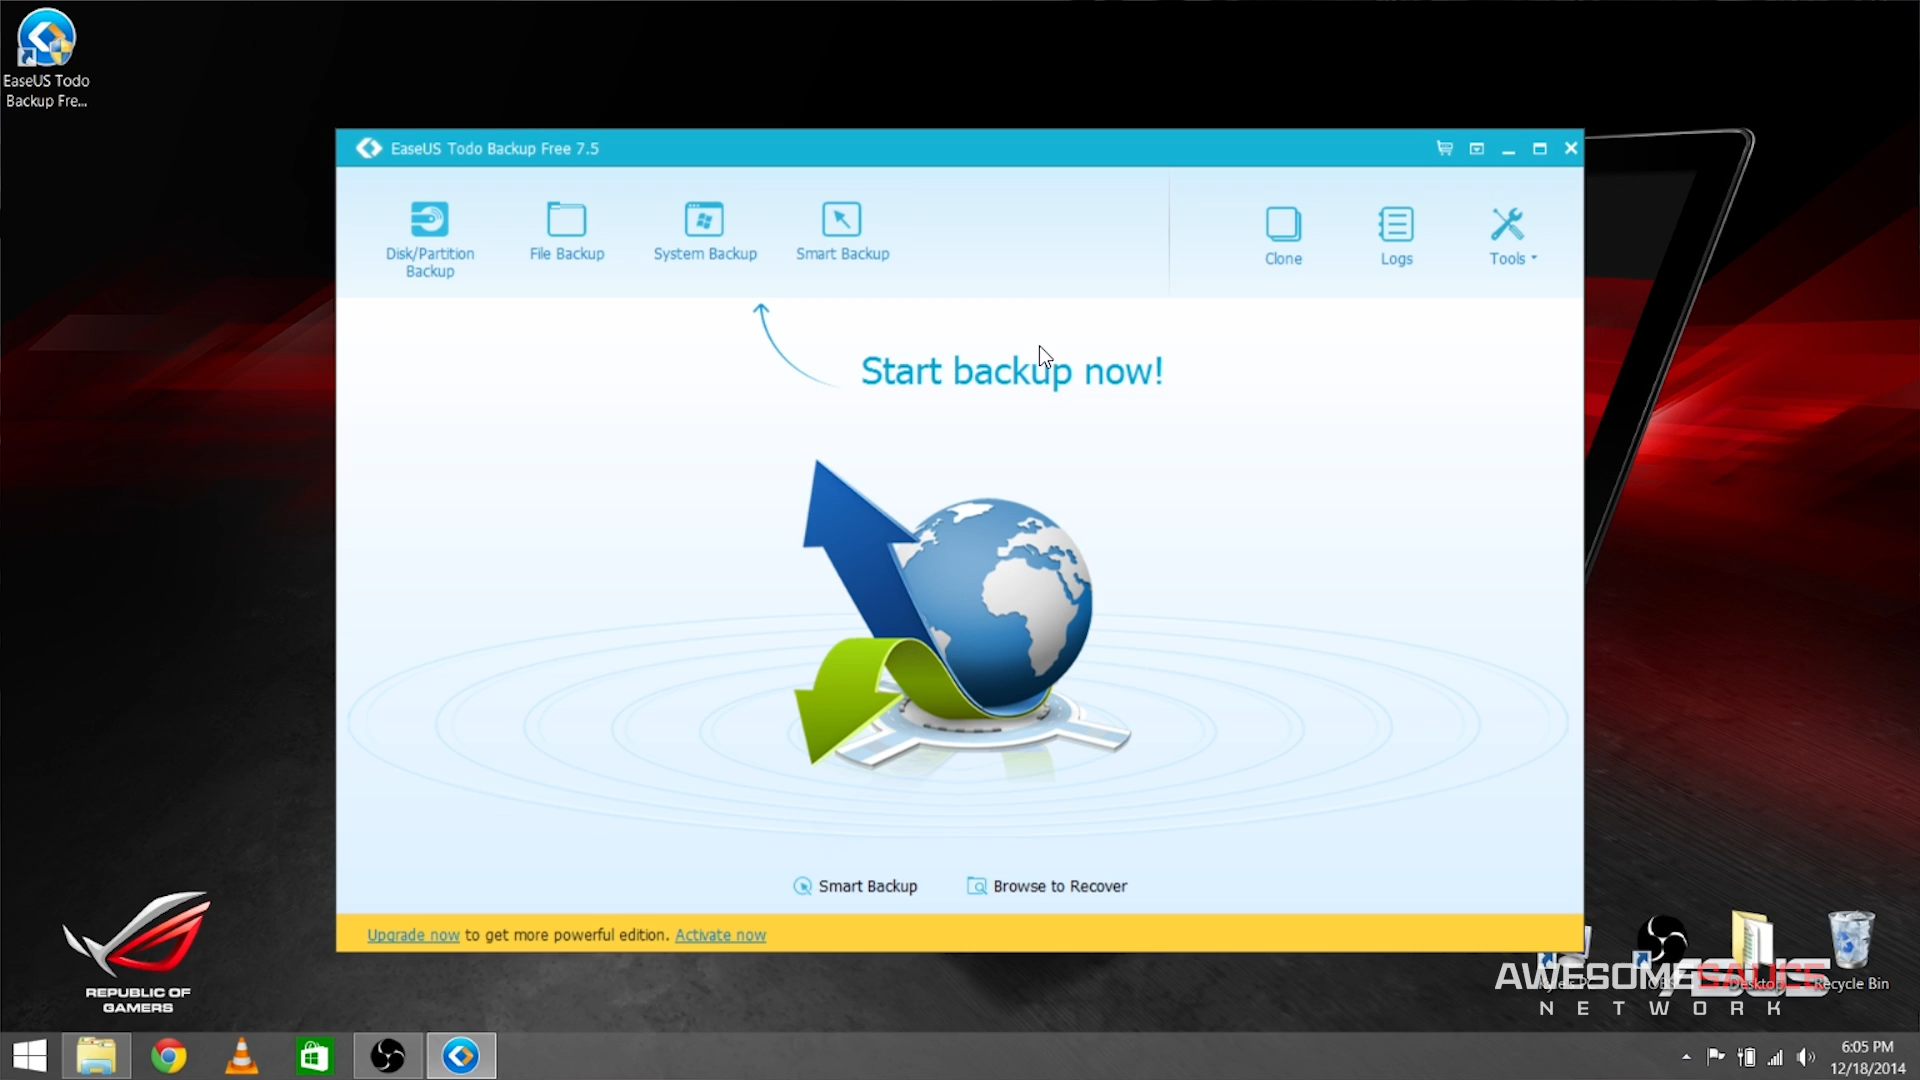 EaseUS Todo
Backup Fre...
EaseUS Todo Backup Free 7.5
Disk/Partition
Backup
File Backup
System Backup
Smart Backup
Clone
Logs
Tools
Start backup now!
Smart Backup
Browse to Recover
Upgrade now to get more powerful edition. Activate now
REPUBLIC OF
GAMERS
AWESOMESAUCE
NETWORK
Desktop
Recycle Bin
6:05 PM
12/18/2014